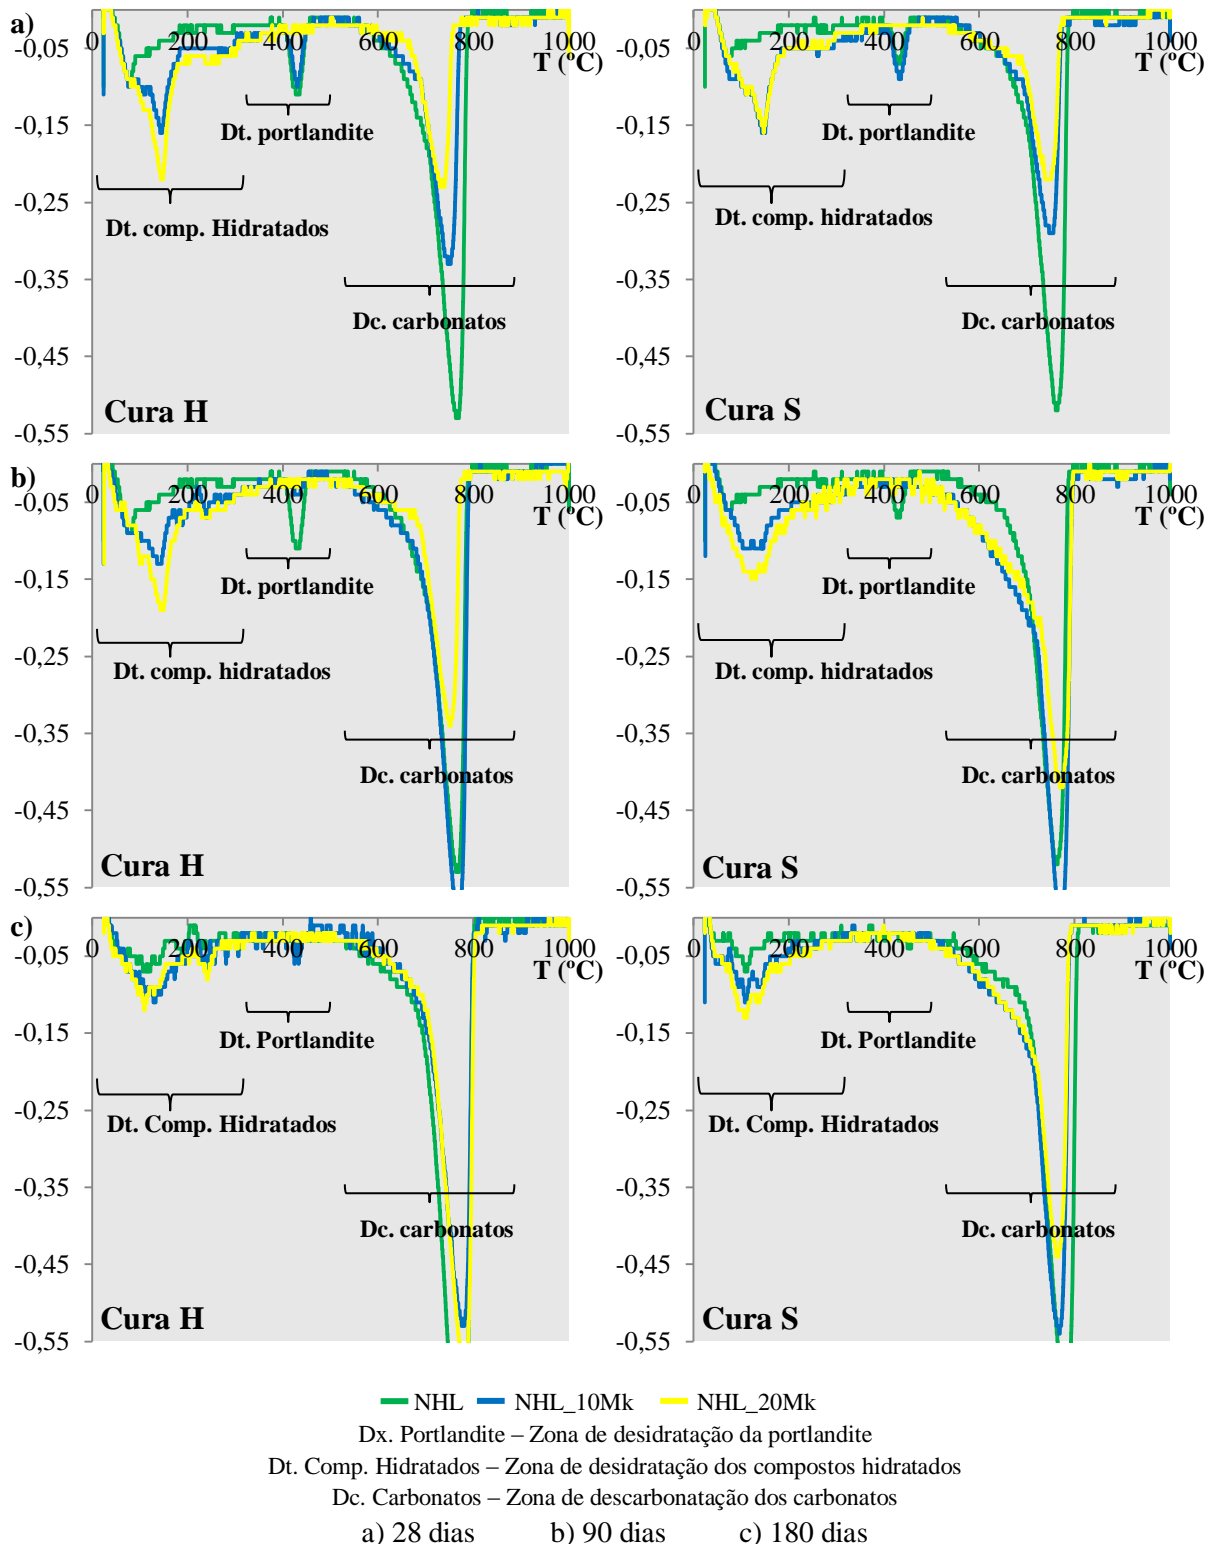 a)
0 200 400 600 800 1000
T (ºC)
-0,05
-0,15
-0,25
-0,35
-0,45
-0,55
Dt. portlandite
Dt. comp. Hidratados
Dc. carbonatos
Cura H
0 200 400 600 800 1000
T (ºC)
-0,05
-0,15
-0,25
-0,35
-0,45
-0,55
Dt. portlandite
Dt. comp. hidratados
Dc. carbonatos
Cura S
b)
0 200 400 600 800 1000
T (ºC)
-0,05
-0,15
-0,25
-0,35
-0,45
-0,55
Dt. portlandite
Dt. comp. hidratados
Dc. carbonatos
Cura H
0 200 400 600 800 1000
T (ºC)
-0,05
-0,15
-0,25
-0,35
-0,45
-0,55
Dt. portlandite
Dt. comp. hidratados
Dc. carbonatos
Cura S
c)
0 200 400 600 800 1000
T (ºC)
-0,05
-0,15
-0,25
-0,35
-0,45
-0,55
Dt. Portlandite
Dt. Comp. Hidratados
Dc. carbonatos
Cura H
0 200 400 600 800 1000
T (ºC)
-0,05
-0,15
-0,25
-0,35
-0,45
-0,55
Dt. Portlandite
Dt. Comp. Hidratados
Dc. carbonatos
Cura S
NHL NHL_10Mk NHL_20Mk
Dx. Portlandite – Zona de desidratação da portlandite
Dt. Comp. Hidratados – Zona de desidratação dos compostos hidratados
Dc. Carbonatos – Zona de descarbonatação dos carbonatos
a) 28 dias b) 90 dias c) 180 dias